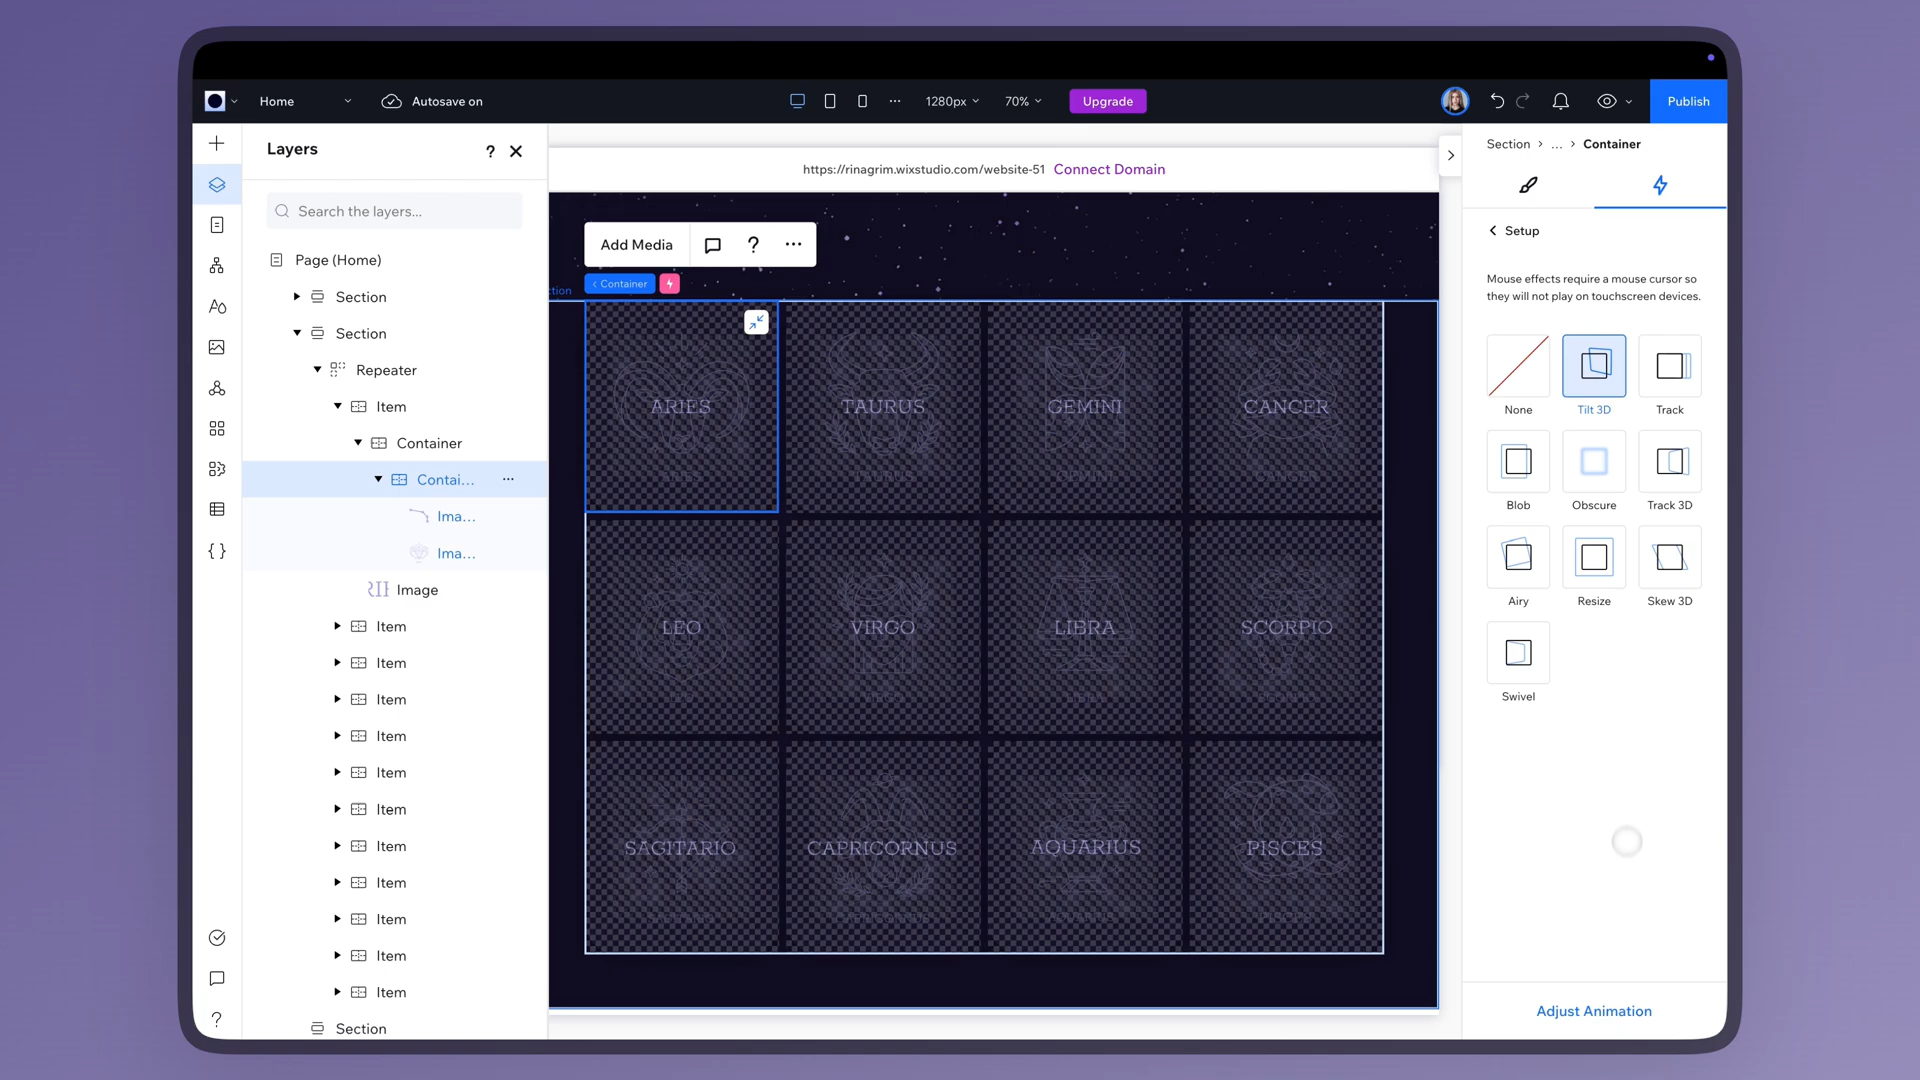 Home
Autosave on
1280px
70%
Upgrade
Publish
Layers
?
Search the layers...
Page (Home)
Section
Section
Repeater
Item
Container
Contai...
Ima...
Ima...
Image
Item
Item
Item
Item
Item
Item
Item
Item
Item
Item
Item
Section
https://rinagrim.wixstudio.com/website-51 Connect Domain
Add Media
?
ction
< Container
ARIES
TAURUS
GEMINI
CANCER
LEO
VIRGO
LIBRA
SCORPIO
SAGITARIO
CAPRICORNUS
AQUARIUS
PISCES
Section > ... > Container
Setup
Mouse effects require a mouse cursor so
they will not play on touchscreen devices.
None
Tilt 3D
Track
Blob
Obscure
Track 3D
Airy
Resize
Skew 3D
Swivel
Adjust Animation